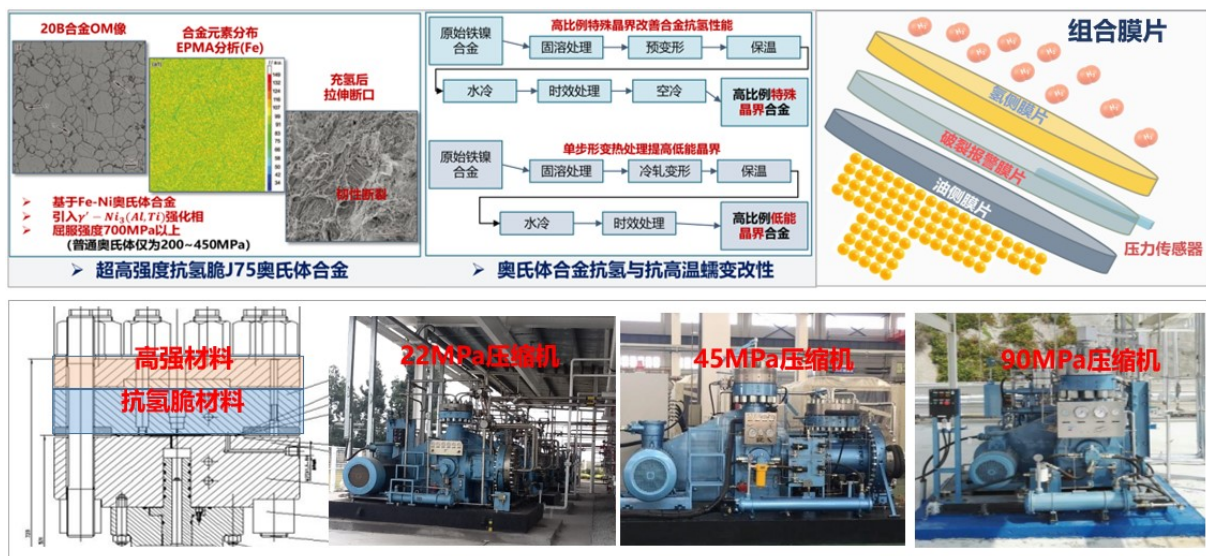 20B合金OM像
合金元素分布
EPMA分析(Fe)
充氢后
拉伸断口
韧性断裂
➢ 基于Fe-Ni奥氏体合金
➢ 引入γ′−Ni₃(Al,Ti)强化相
➢ 屈服强度700MPa以上
(普通奥氏体仅为200~450MPa)
➢ 超高强度抗氢脆J75奥氏体合金
高比例特殊晶界改善合金抗氢性能
原始铁镍
合金
固溶处理
预变形
保温
水冷
时效处理
空冷
高比例特殊
晶界合金
单步形变热处理提高低能晶界
原始铁镍
合金
固溶处理
冷轧变形
保温
水冷
时效处理
高比例低能
晶界合金
➢ 奥氏体合金抗氢与抗高温蠕变改性
组合膜片
氢侧膜片
破裂报警膜片
油侧膜片
压力传感器
高强材料
抗氢脆材料
22MPa压缩机
45MPa压缩机
90MPa压缩机